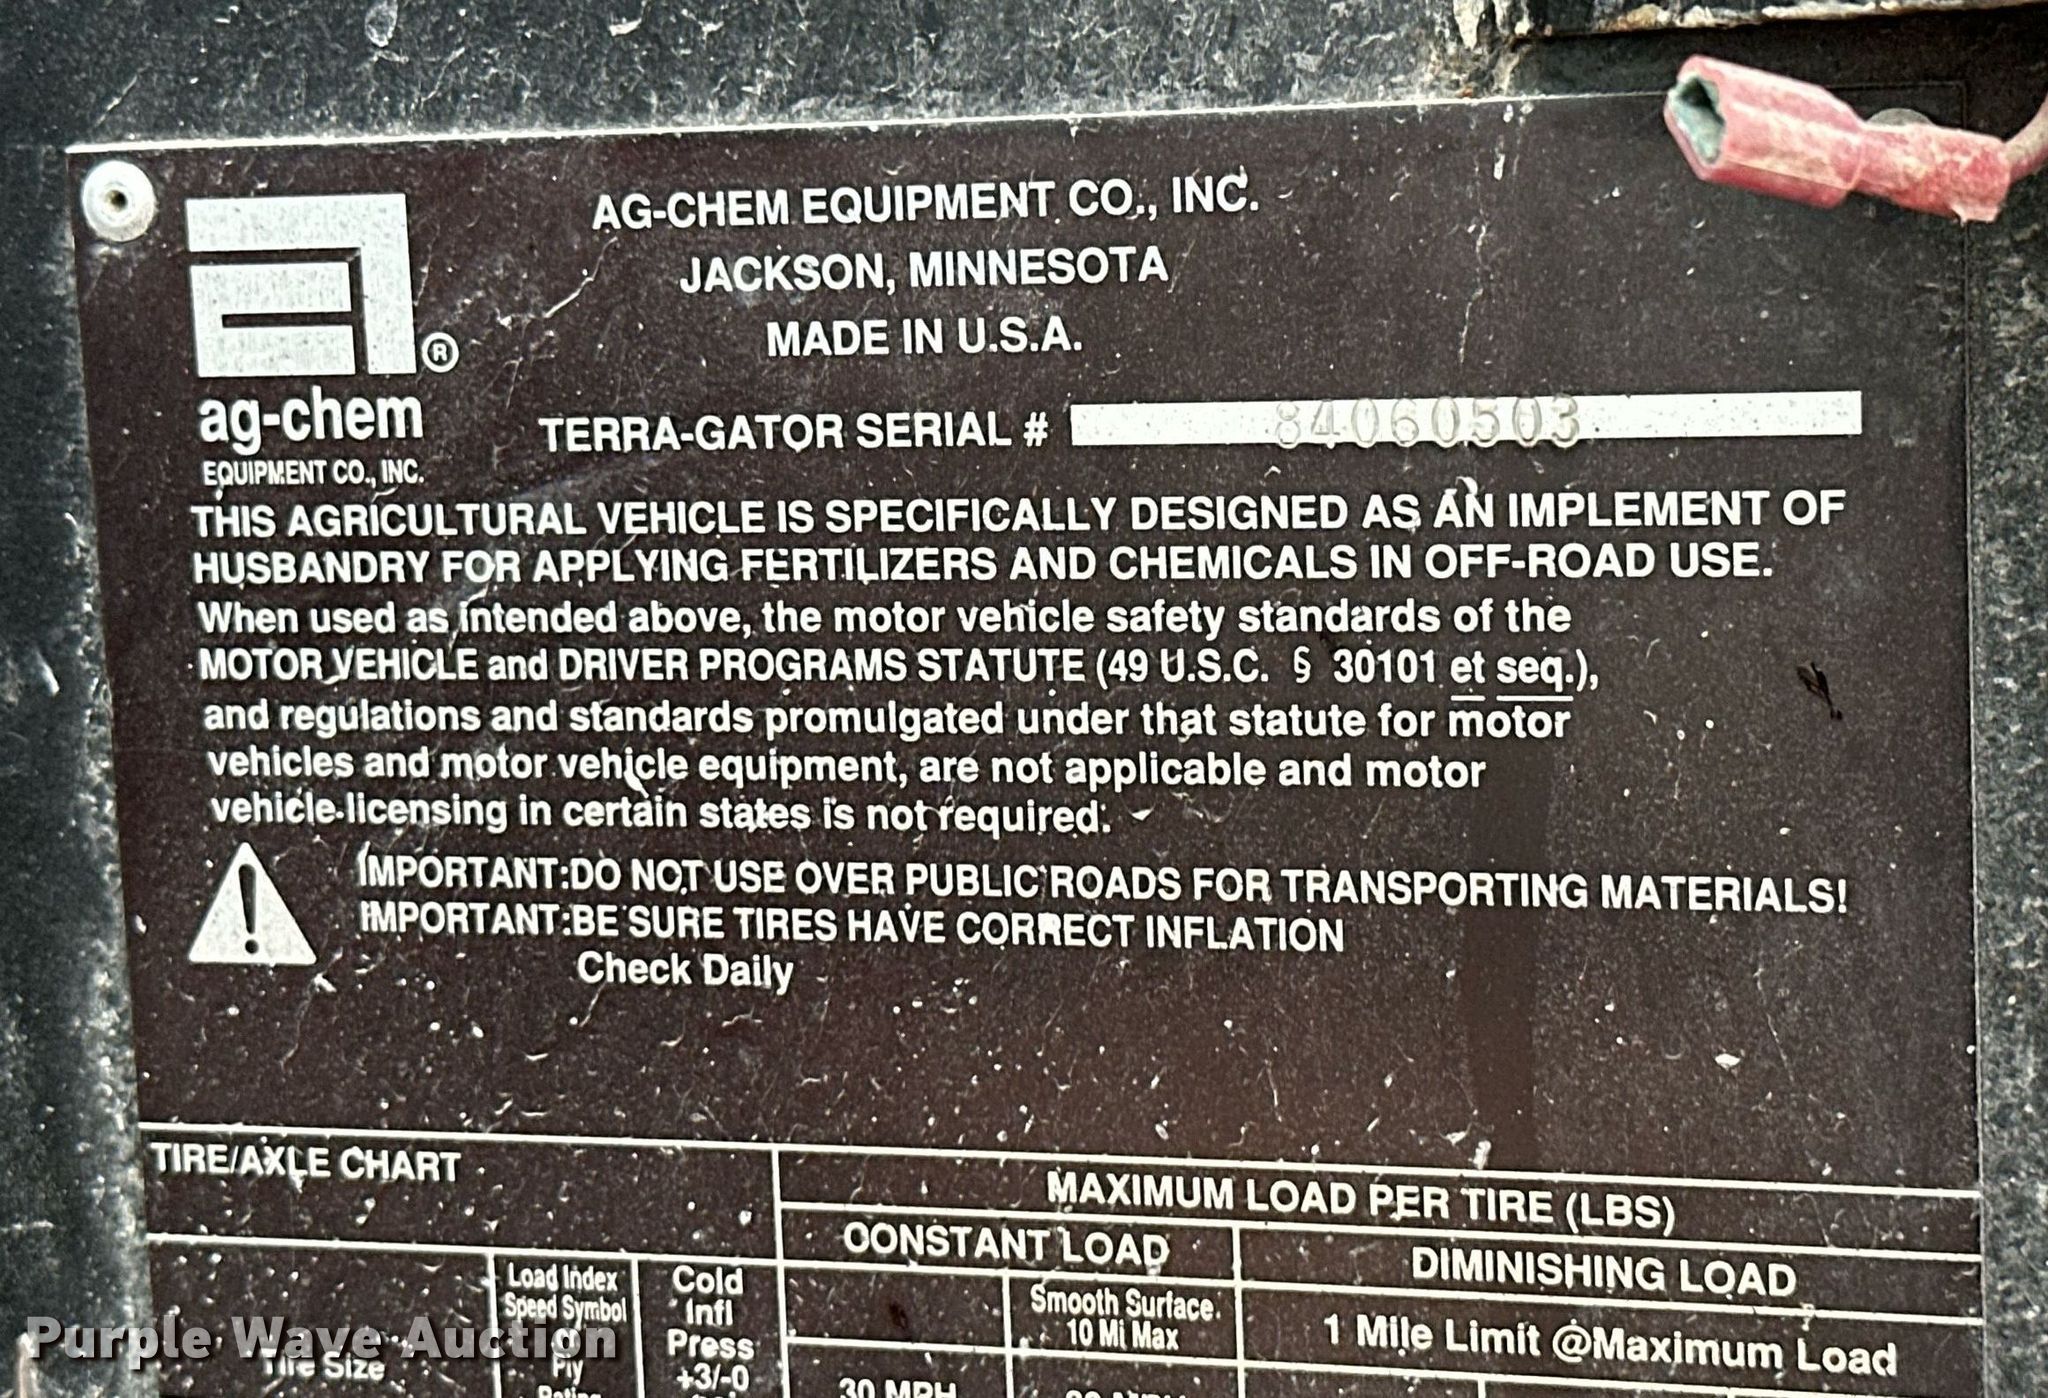 AG-CHEM EQUIPMENT CO., INC.
JACKSON, MINNESOTA
MADE IN U.S.A.
®
ag-chem
EQUIPMENT CO., INC.
TERRA-GATOR SERIAL # 84060503
THIS AGRICULTURAL VEHICLE IS SPECIFICALLY DESIGNED AS AN IMPLEMENT OF
HUSBANDRY FOR APPLYING FERTILIZERS AND CHEMICALS IN OFF-ROAD USE.
When used as intended above, the motor vehicle safety standards of the
MOTOR VEHICLE and DRIVER PROGRAMS STATUTE (49 U.S.C. § 30101 et seq.),
and regulations and standards promulgated under that statute for motor
vehicles and motor vehicle equipment, are not applicable and motor
vehicle licensing in certain states is not required.
IMPORTANT:DO NOT USE OVER PUBLIC ROADS FOR TRANSPORTING MATERIALS!
IMPORTANT:BE SURE TIRES HAVE CORRECT INFLATION
Check Daily
TIRE/AXLE CHART
MAXIMUM LOAD PER TIRE (LBS)
CONSTANT LOAD
DIMINISHING LOAD
Load Index
Speed Symbol
Ply
Rating
Cold
Infl
Press
+3/-0
Smooth Surface
10 Mi Max
1 Mile Limit @Maximum Load
Tire Size
30 MPH
Purple Wave Auction